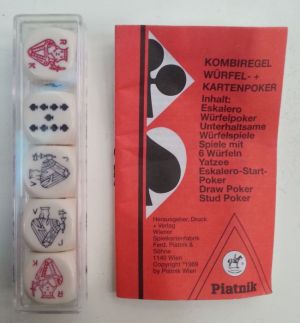 KOMBIREGEL
WÜRFEL- +
KARTENPOKER
Inhalt:
Eskalero
Würfelpoker
Unterhaltsame
Würfelspiele
Spiele mit
6 Würfeln
Yatzee
Eskalero-Start-
Poker
Draw Poker
Stud Poker
Herausgeber, Druck
+ Verlag
Wiener
Spielkartenfabrik
Ferd. Piatnik &
Söhne
1140 Wien
Copyright ©1989
by Piatnik Wien
Piatnik
R
K
V
V
R
K